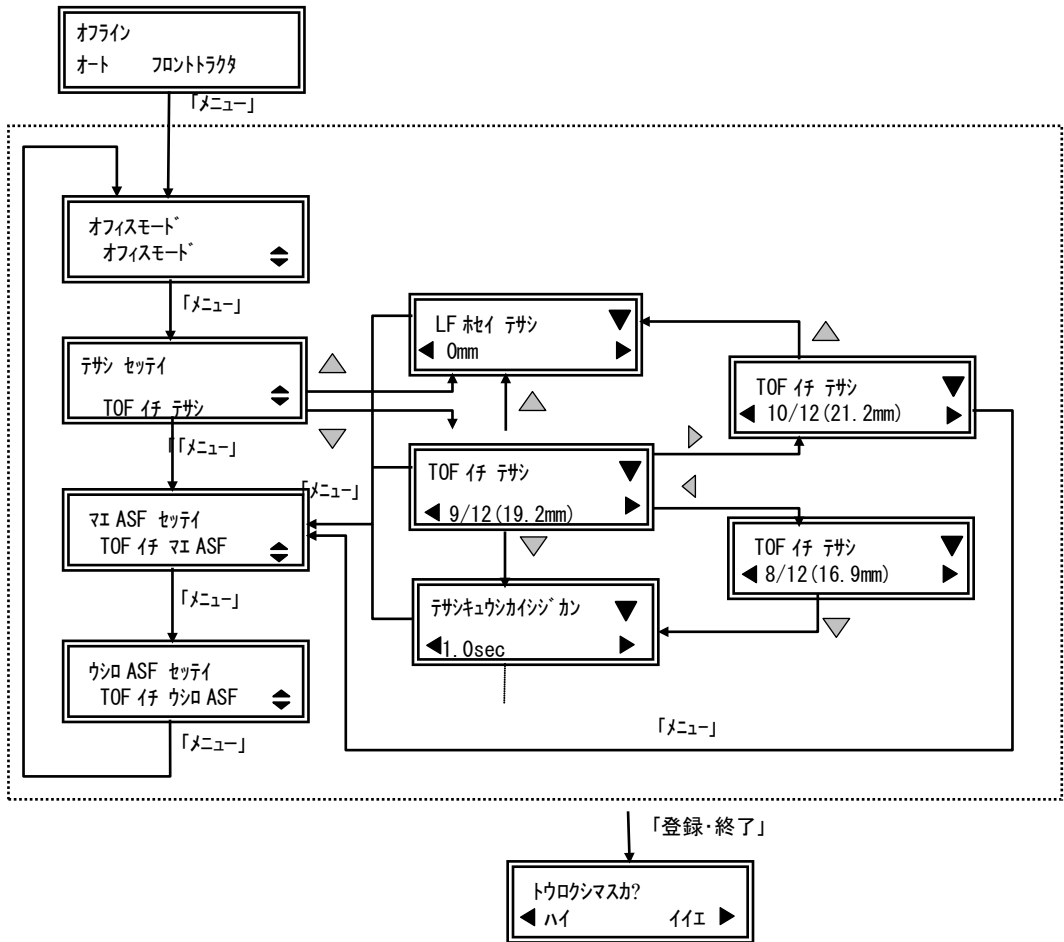 ｵﾌﾗｲﾝ
ｵｰﾄ ﾌﾛﾝﾄﾄﾗｸﾀ
「ﾒﾆｭｰ」
ｵﾌｨｽﾓｰﾄﾞ
ｵﾌｨｽﾓｰﾄﾞ
「ﾒﾆｭｰ」
ﾃｻｼ ｾｯﾃｲ
TOF ｲﾁ ﾃｻｼ
「｢ﾒﾆｭｰ」
ﾏｴ ASF ｾｯﾃｲ
TOF ｲﾁ ﾏｴ ASF
「ﾒﾆｭｰ」
ｳｼﾛ ASF ｾｯﾃｲ
TOF ｲﾁ ｳｼﾛ ASF
「ﾒﾆｭｰ」
LF ﾎｾｲ ﾃｻｼ
0mm
TOF ｲﾁ ﾃｻｼ
9/12(19.2mm)
「ﾒﾆｭｰ」
ﾃｻｼｷｭｳｼｶｲｼｼﾞｶﾝ
1.0sec
TOF ｲﾁ ﾃｻｼ
10/12(21.2mm)
TOF ｲﾁ ﾃｻｼ
8/12(16.9mm)
「ﾒﾆｭｰ」
「登録･終了」
ﾄｳﾛｸｼﾏｽｶ?
ﾊｲ ｲｲｴ